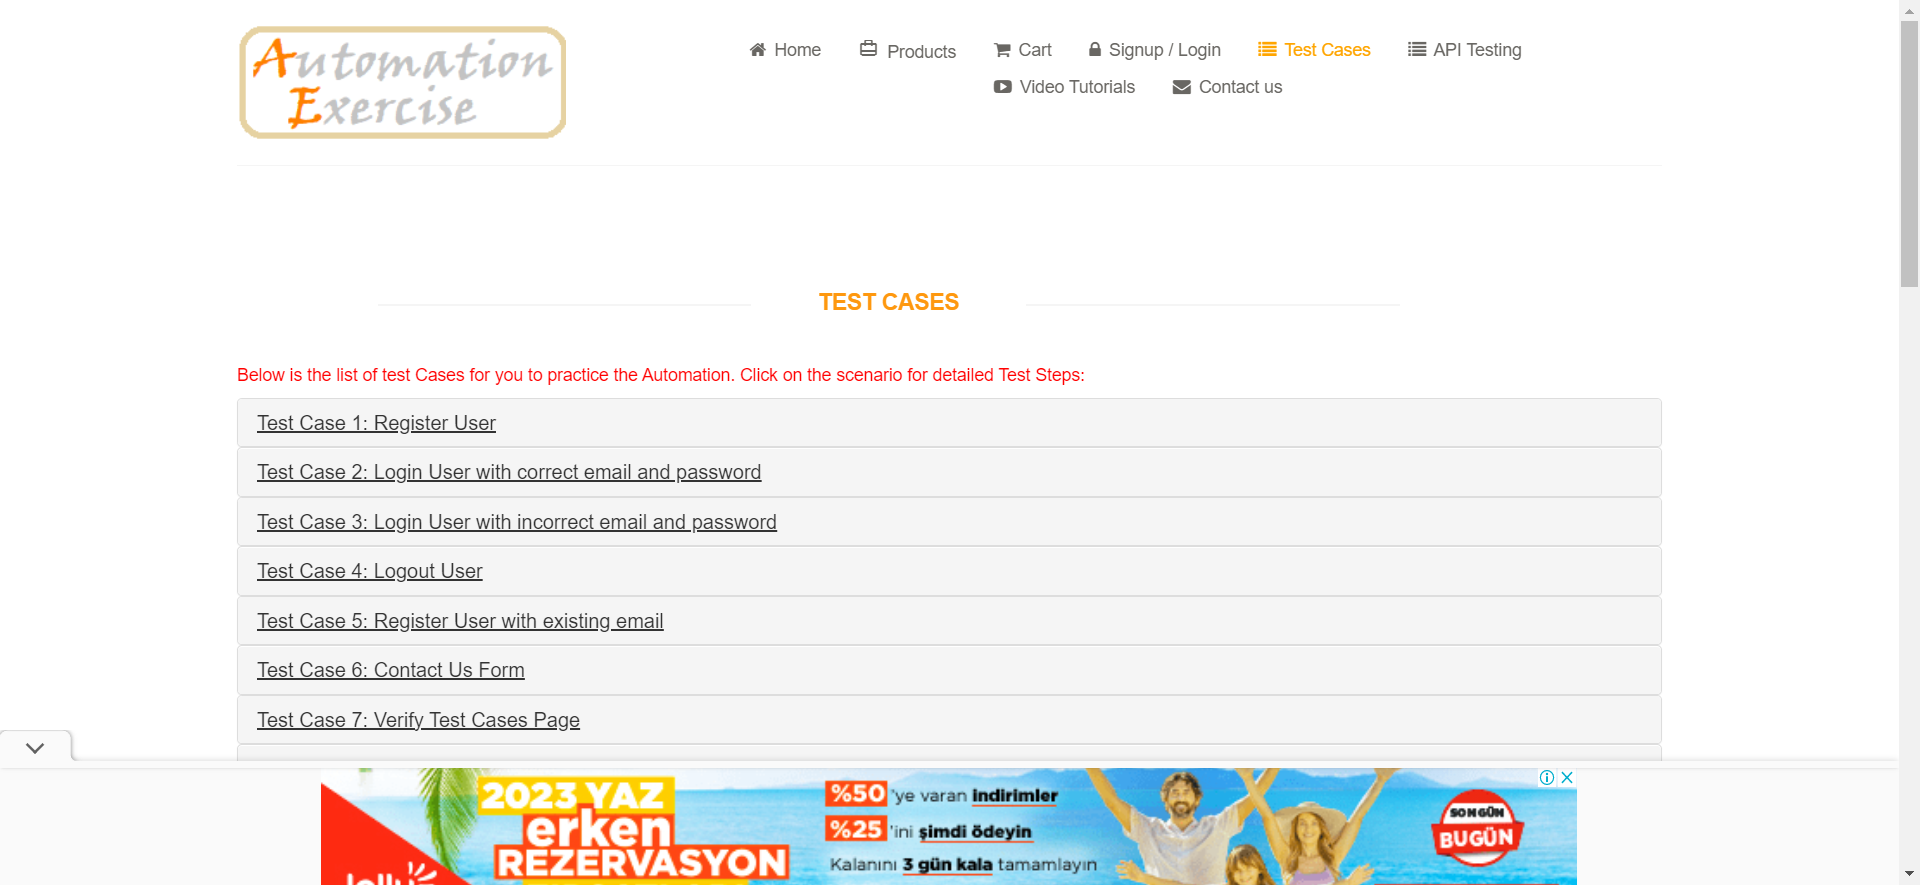 Automation
Exercise
Home
Products
Cart
Signup / Login
Test Cases
API Testing
Video Tutorials
Contact us
TEST CASES
Below is the list of test Cases for you to practice the Automation. Click on the scenario for detailed Test Steps:
Test Case 1: Register User
Test Case 2: Login User with correct email and password
Test Case 3: Login User with incorrect email and password
Test Case 4: Logout User
Test Case 5: Register User with existing email
Test Case 6: Contact Us Form
Test Case 7: Verify Test Cases Page
2023 YAZ
erken
REZERVASYON
%50 'ye varan indirimler
%25 'ini şimdi ödeyin
Kalanını 3 gün kala tamamlayın
SON GÜN
BUGÜN